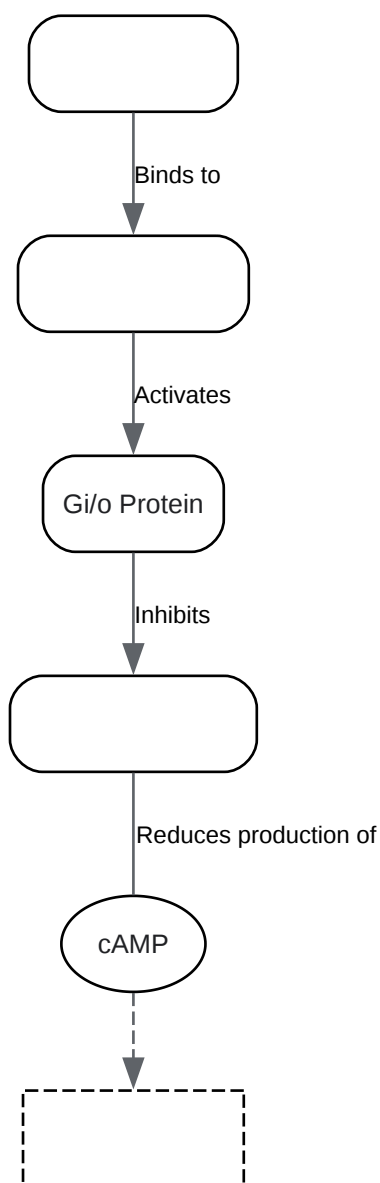 Binds to
Activates
Gi/o Protein
Inhibits
Reduces production of
cAMP